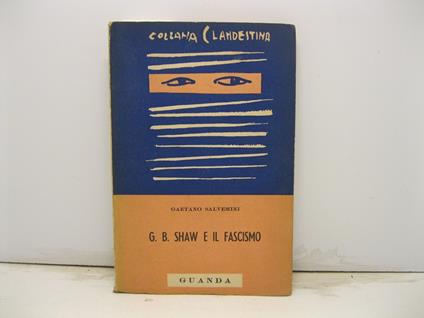 COLLANA CLANDESTINA
GAETANO SALVEMINI
G. B. SHAW E IL FASCISMO
GUANDA